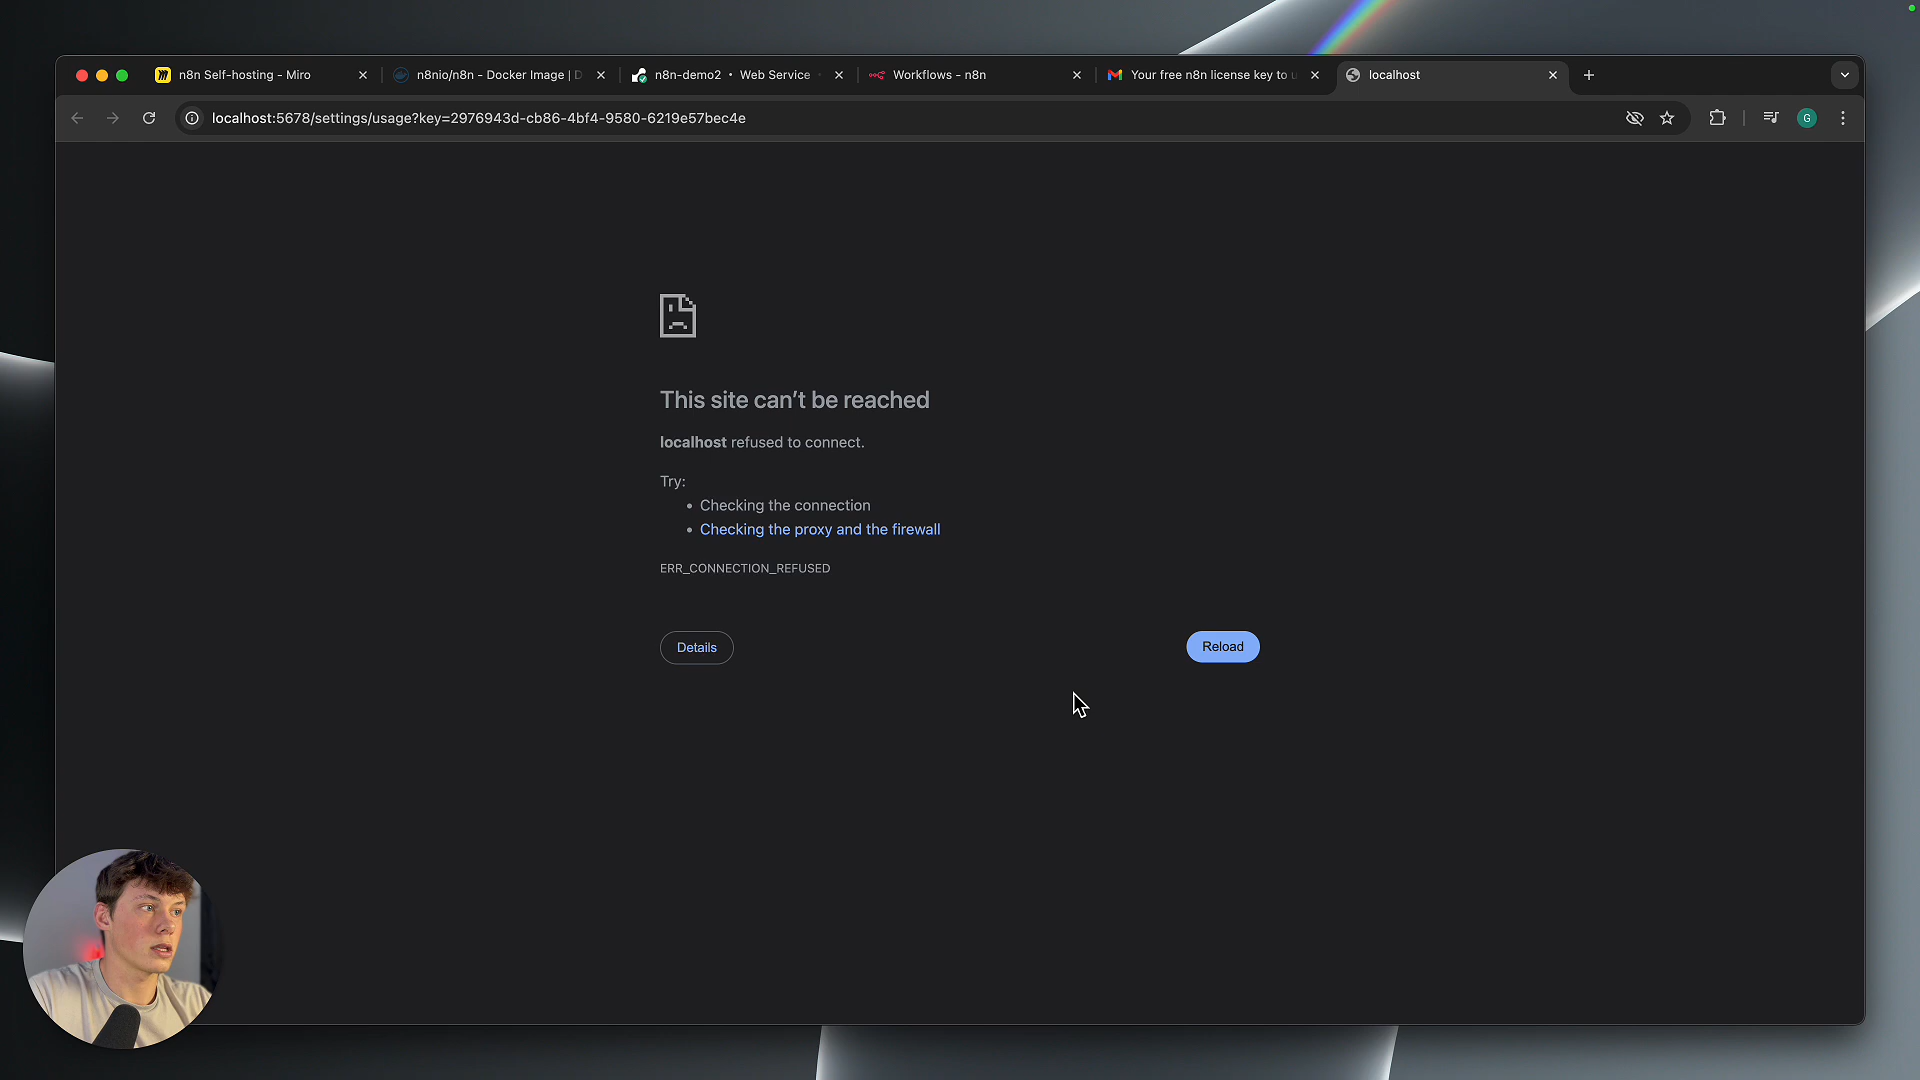 n8n Self-hosting - Miro
n8nio/n8n - Docker Image | D
n8n-demo2 • Web Service
Workflows - n8n
Your free n8n license key to u
localhost
localhost:5678/settings/usage?key=2976943d-cb86-4bf4-9580-6219e57bec4e
G
This site can't be reached
localhost refused to connect.
Try:
• Checking the connection
• Checking the proxy and the firewall
ERR_CONNECTION_REFUSED
Details
Reload